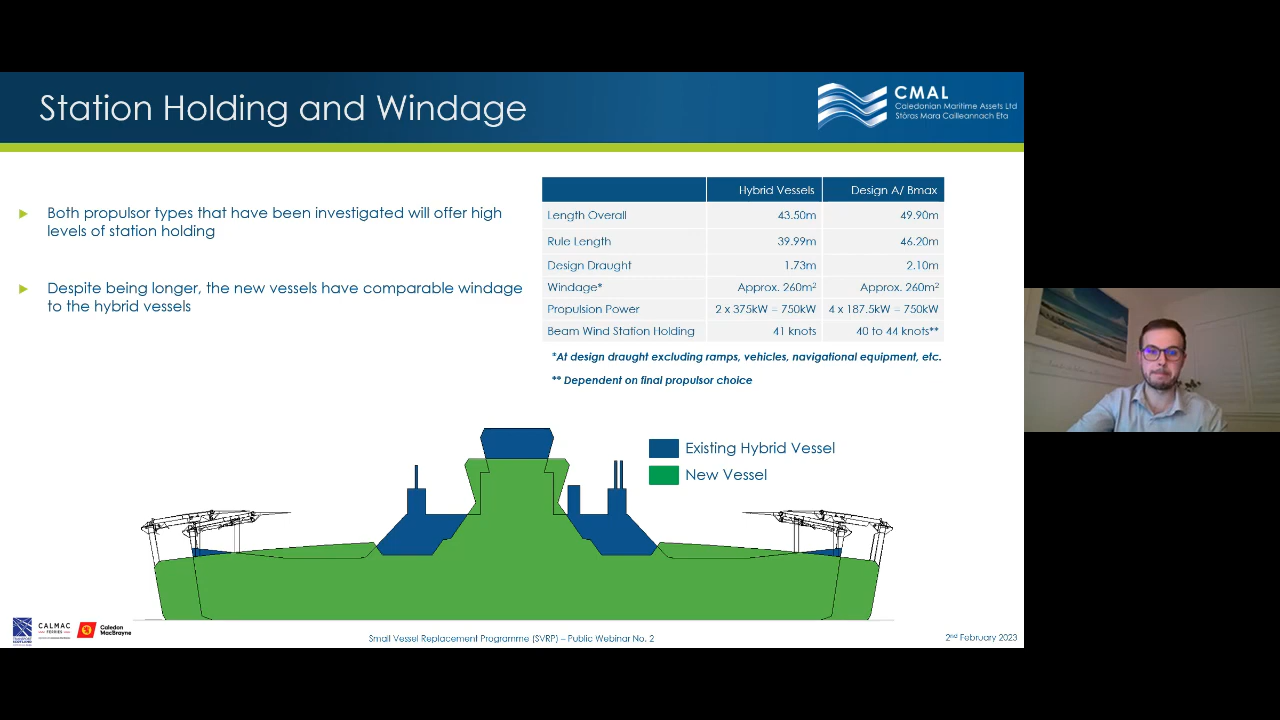 Station Holding and Windage
CMAL
Caledonian Maritime Assets Ltd
Stòras Mara Cailleannach Eta
Both propulsor types that have been investigated will offer high
levels of station holding
Despite being longer, the new vessels have comparable windage
to the hybrid vessels
Hybrid Vessels Design A/ Bmax
Length Overall 43.50m 49.90m
Rule Length 39.99m 46.20m
Design Draught 1.73m 2.10m
Windage* Approx. 260m² Approx. 260m²
Propulsion Power 2 x 375kW = 750kW 4 x 187.5kW = 750kW
Beam Wind Station Holding 41 knots 40 to 44 knots**
*At design draught excluding ramps, vehicles, navigational equipment, etc.
** Dependent on final propulsor choice
Existing Hybrid Vessel
New Vessel
TRANSPORT
SCOTLAND
CALMAC
FERRIES
Caledonian
MacBrayne
Small Vessel Replacement Programme (SVRP) – Public Webinar No. 2
2nd February 2023